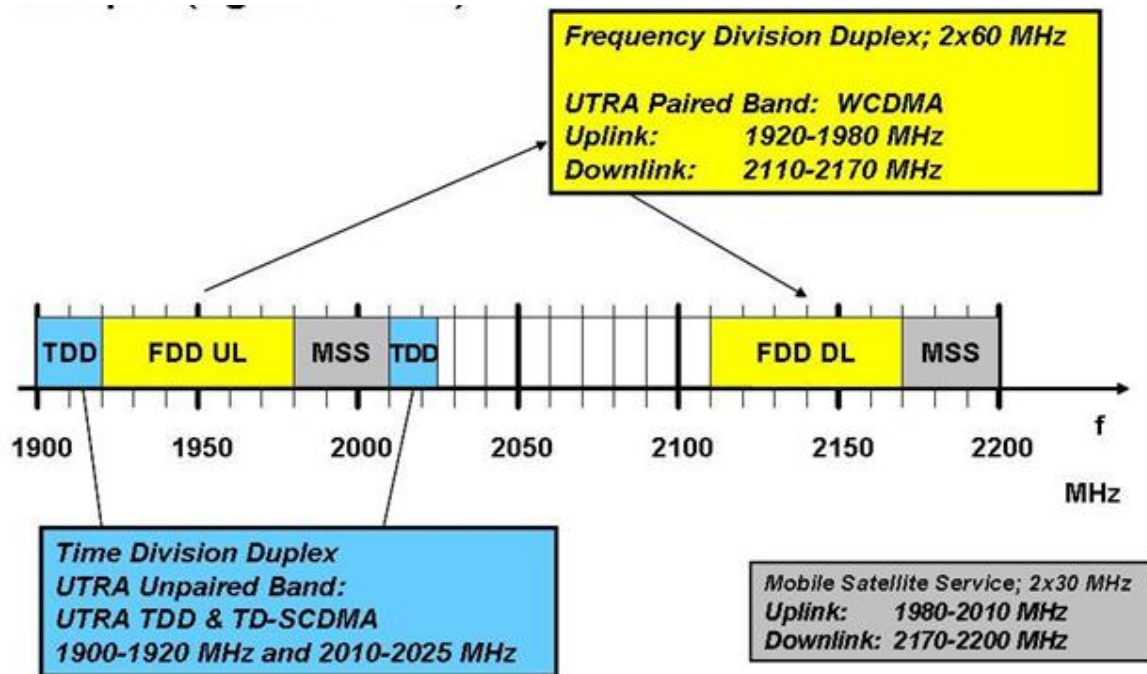 Frequency Division Duplex; 2x60 MHz
UTRA Paired Band: WCDMA
Uplink: 1920-1980 MHz
Downlink: 2110-2170 MHz
TDD FDD UL MSS TDD FDD DL MSS
1900 1950 2000 2050 2100 2150 2200 f
MHz
Time Division Duplex
UTRA Unpaired Band:
UTRA TDD & TD-SCDMA
1900-1920 MHz and 2010-2025 MHz
Mobile Satellite Service; 2x30 MHz
Uplink: 1980-2010 MHz
Downlink: 2170-2200 MHz